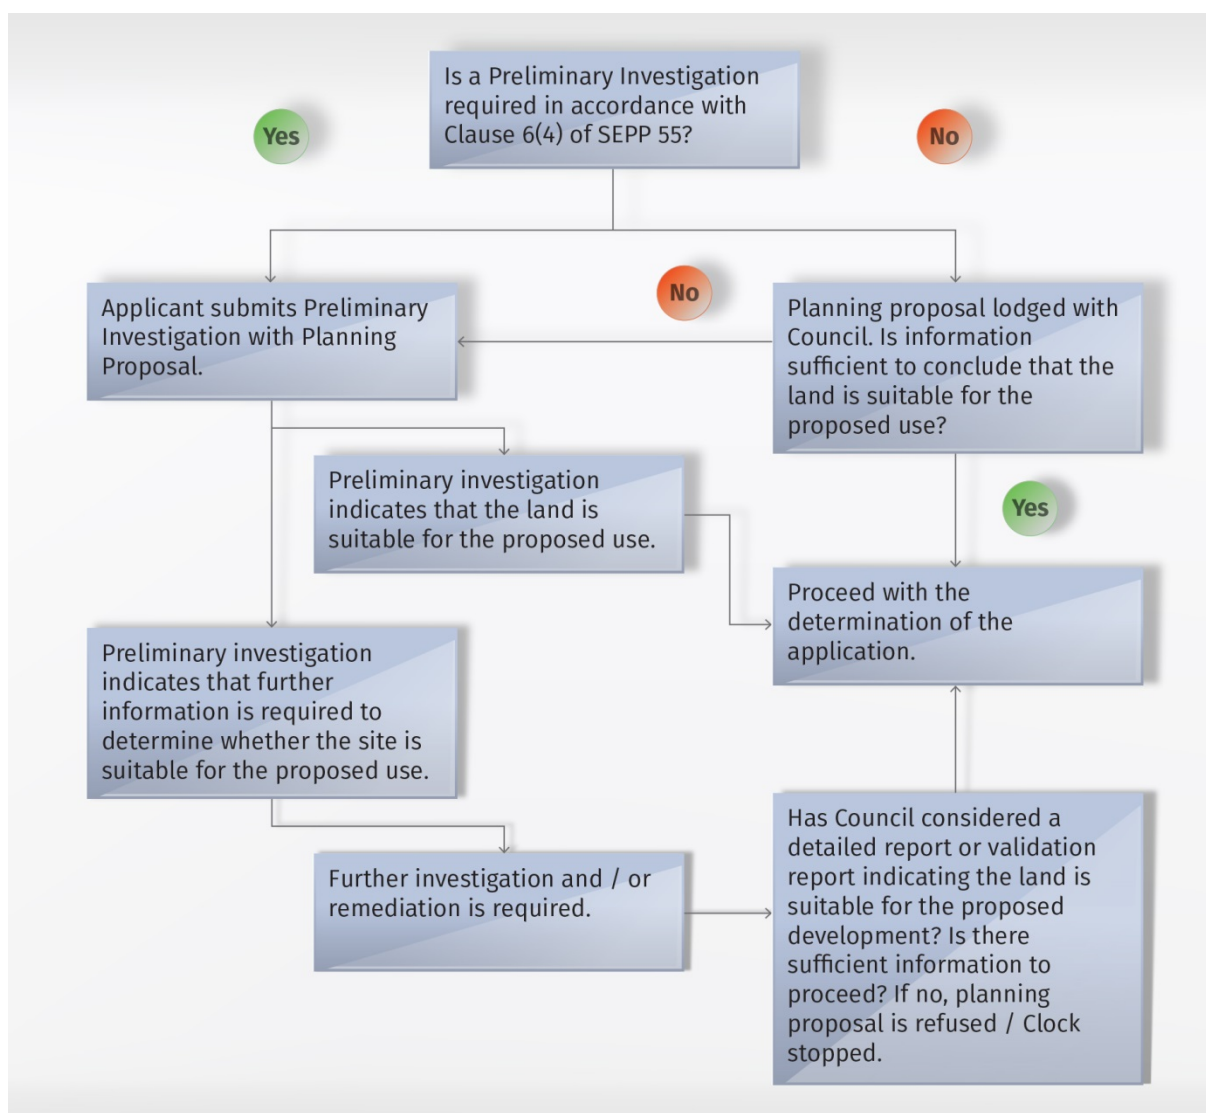 Is a Preliminary Investigation
required in accordance with
Clause 6(4) of SEPP 55?
Yes
No
Applicant submits Preliminary
Investigation with Planning
Proposal.
No
Planning proposal lodged with
Council. Is information
sufficient to conclude that the
land is suitable for the
proposed use?
Preliminary investigation
indicates that the land is
suitable for the proposed use.
Yes
Proceed with the
determination of the
application.
Preliminary investigation
indicates that further
information is required to
determine whether the site is
suitable for the proposed use.
Further investigation and / or
remediation is required.
Has Council considered a
detailed report or validation
report indicating the land is
suitable for the proposed
development? Is there
sufficient information to
proceed? If no, planning
proposal is refused / Clock
stopped.